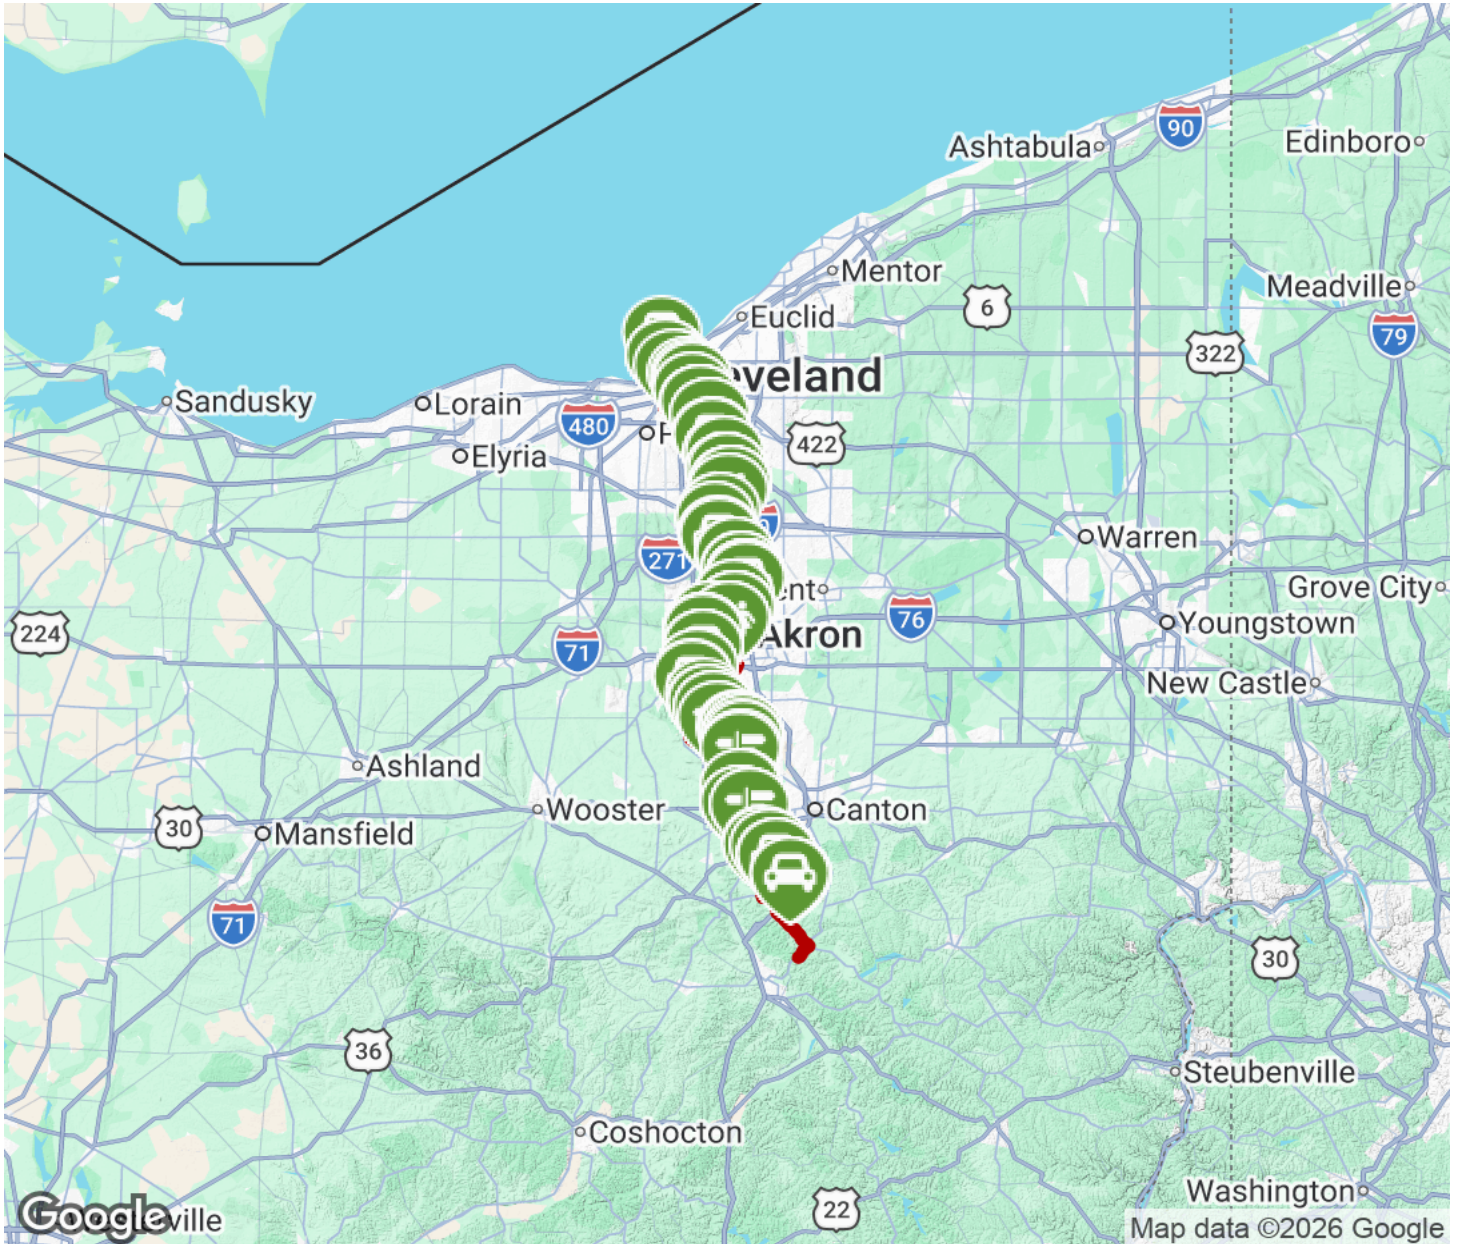 90
Ashtabula
Edinboro
Mentor
Meadville
6
Euclid
79
322
eveland
Sandusky
Lorain
480
422
Elyria
Warren
271
Grove City
76
224
Youngstown
Akron
71
New Castle
Ashland
Wooster
Canton
30
Mansfield
71
30
36
Steubenville
Coshocton
Washington
22
Google
Map data ©2026 Google